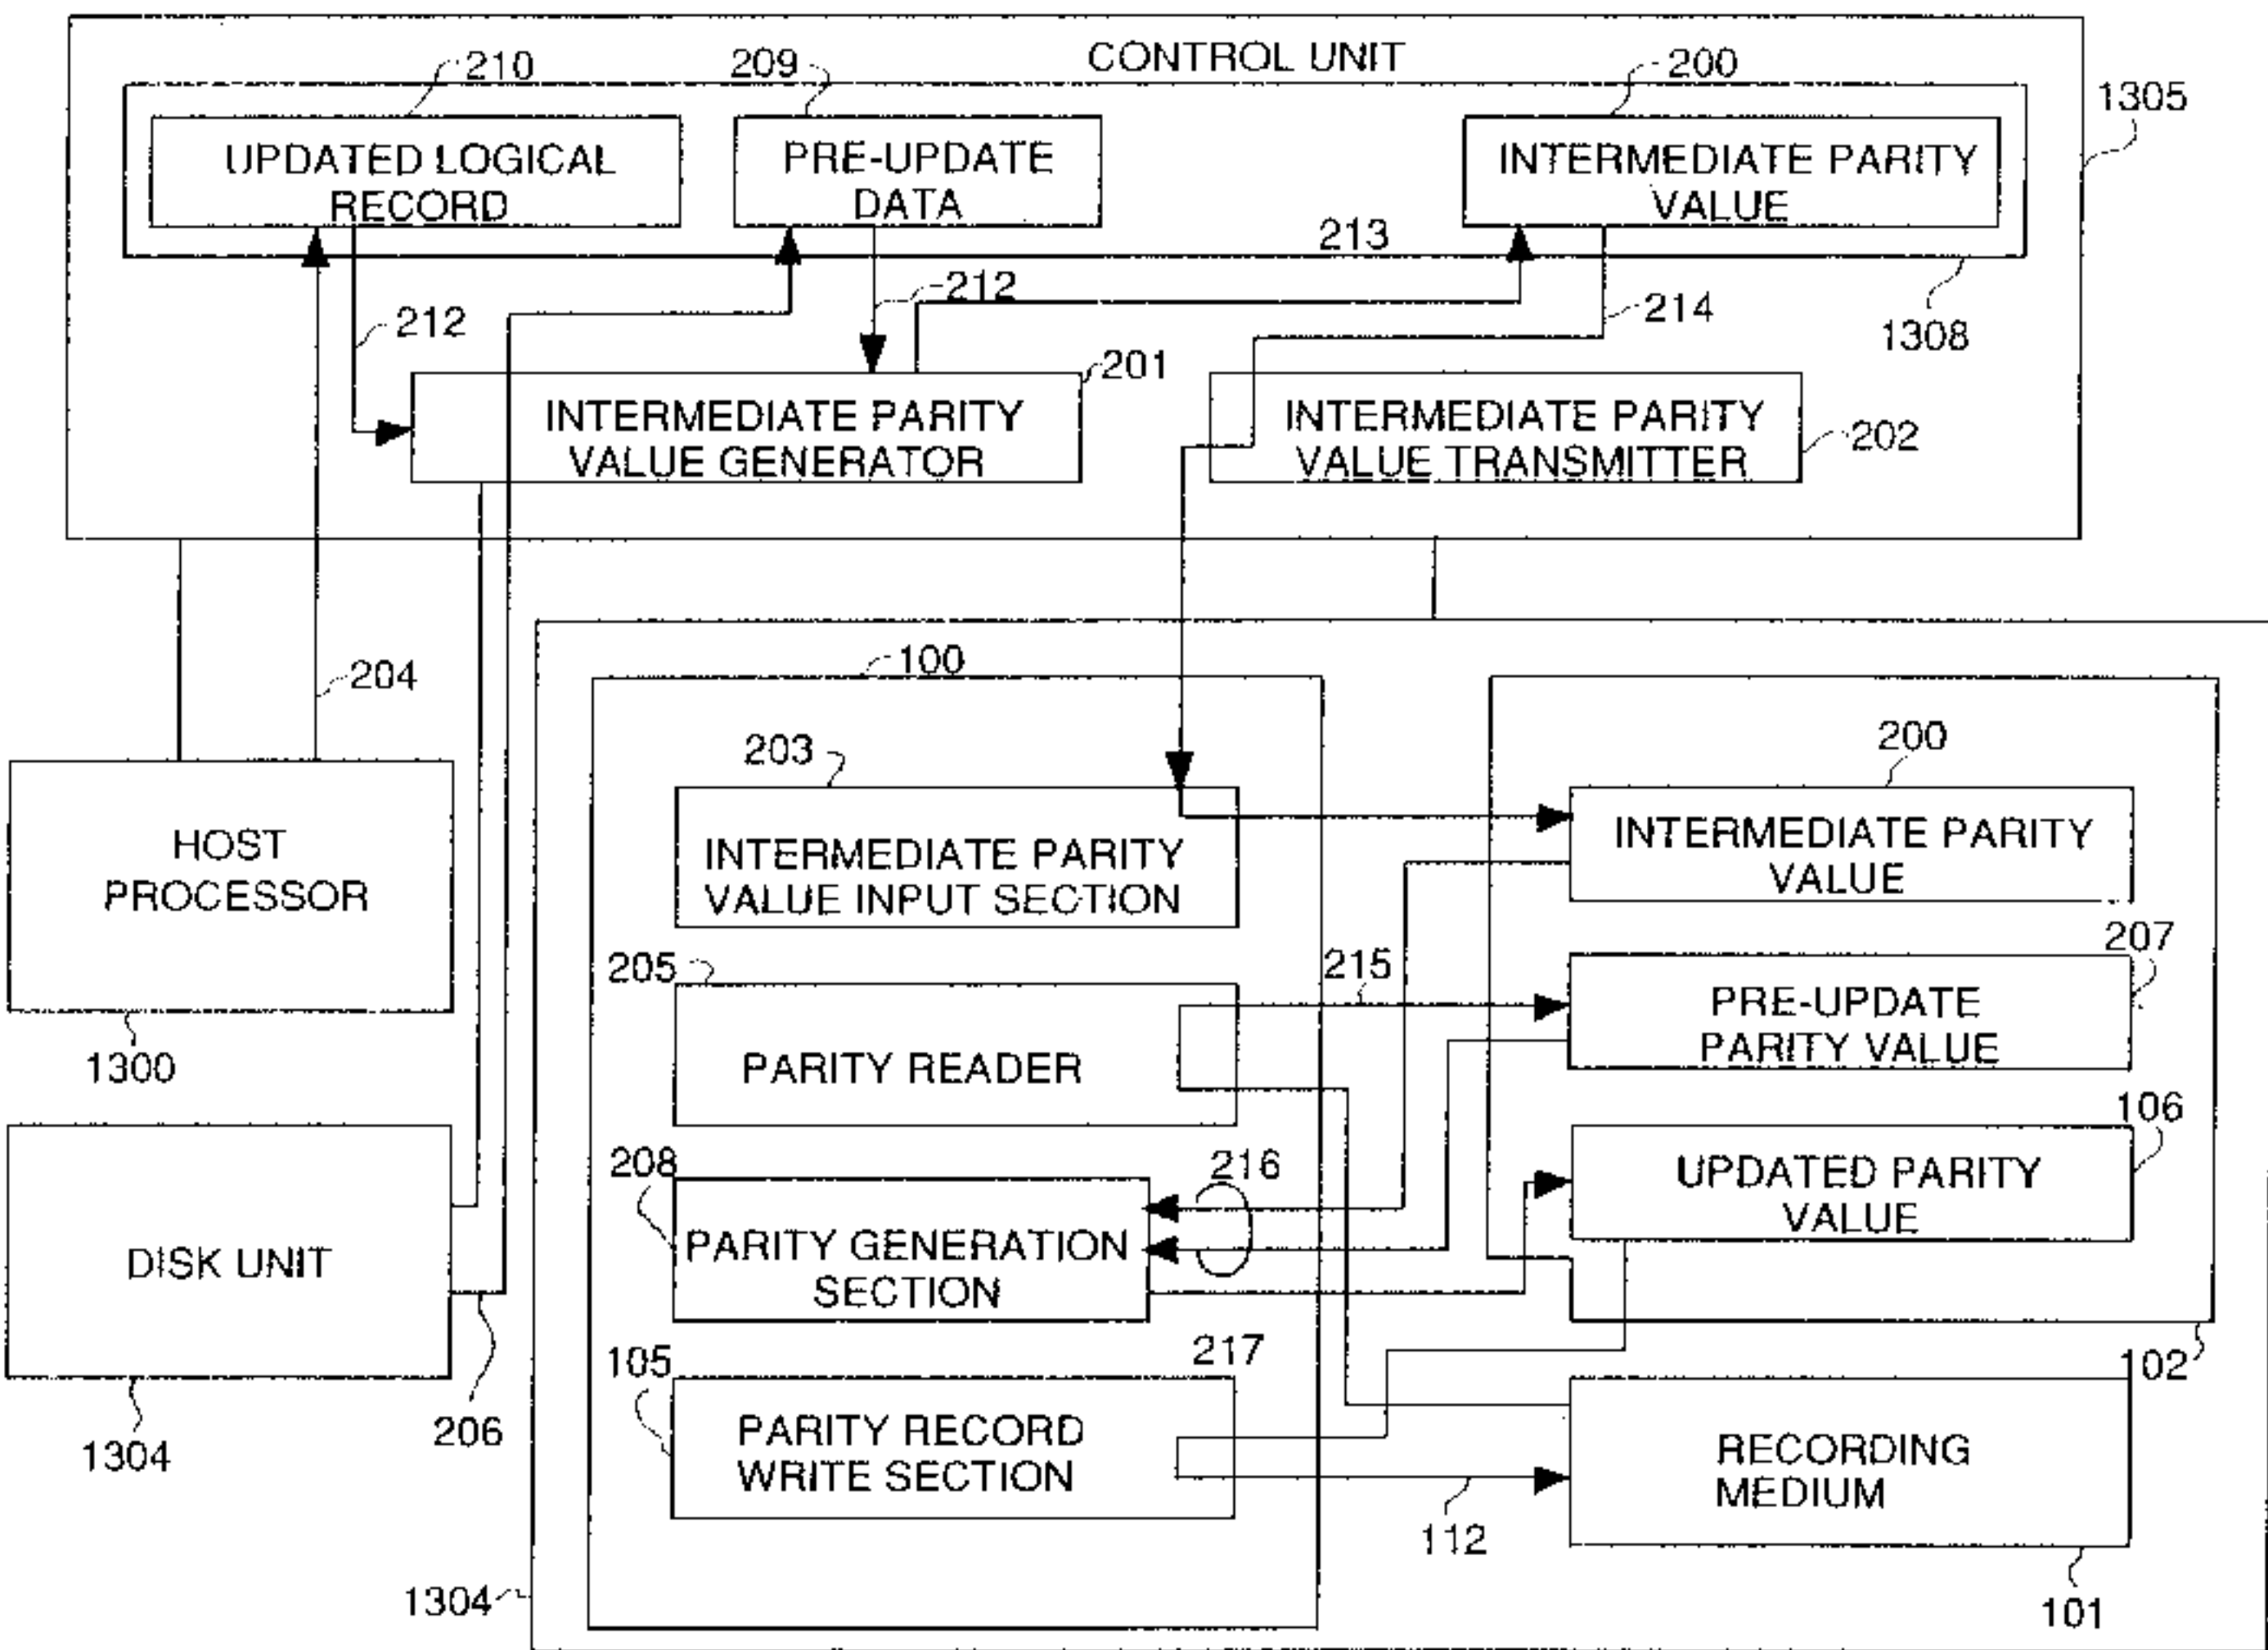 CONTROL UNIT
210
209
200
1305
UPDATED LOGICAL
RECORD
PRE-UPDATE
DATA
INTERMEDIATE PARITY
VALUE
213
212
212
214
1308
201
INTERMEDIATE PARITY
VALUE GENERATOR
INTERMEDIATE PARITY
VALUE TRANSMITTER
202
204
100
203
200
HOST
PROCESSOR
INTERMEDIATE PARITY
VALUE INPUT SECTION
INTERMEDIATE PARITY
VALUE
1300
205
215
207
PARITY READER
PRE-UPDATE
PARITY VALUE
106
208
216
DISK UNIT
PARITY GENERATION
SECTION
UPDATED PARITY
VALUE
1304
206
105
217
102
PARITY RECORD
WRITE SECTION
RECORDING
MEDIUM
112
1304
101